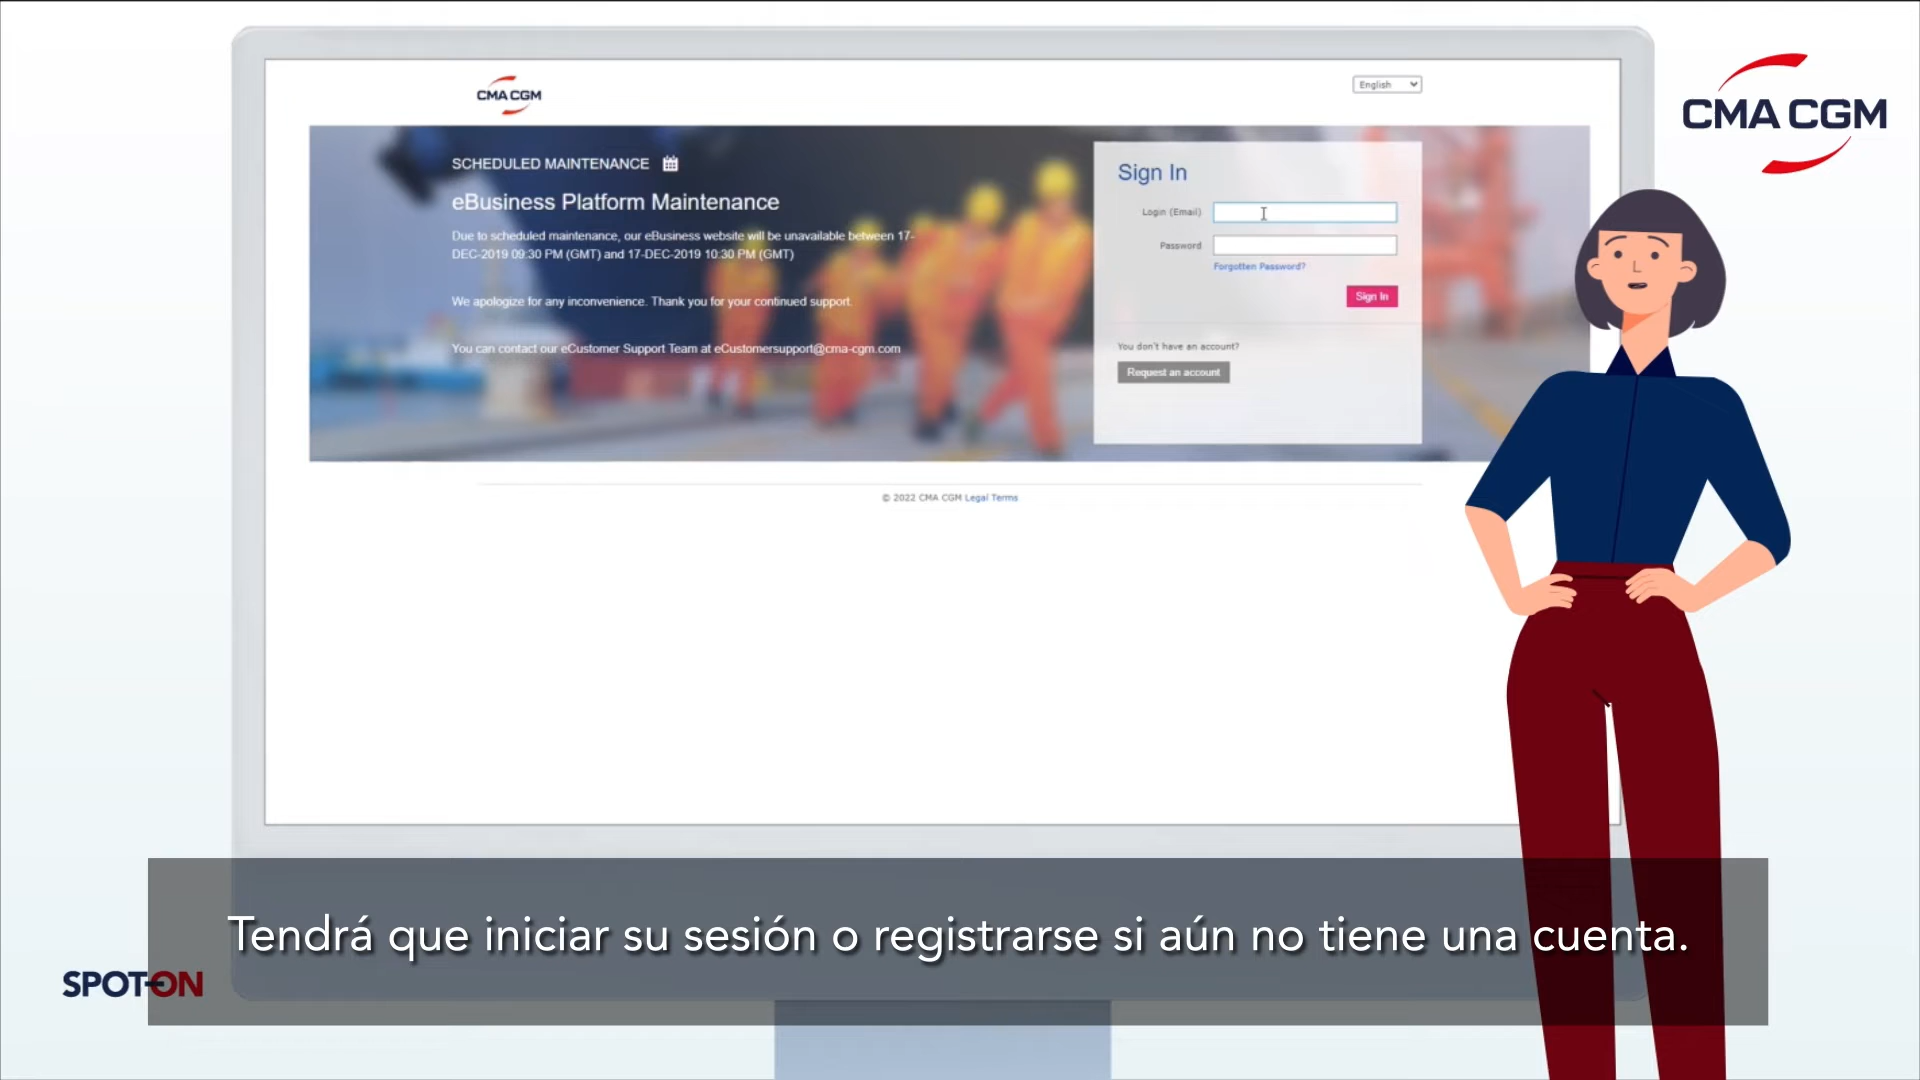 CMA CGM
English
CMA CGM
SCHEDULED MAINTENANCE
eBusiness Platform Maintenance
Due to scheduled maintenance, our eBusiness website will be unavailable between 17-
DEC-2019 09:30 PM (GMT) and 17-DEC-2019 10:30 PM (GMT)
We apologize for any inconvenience. Thank you for your continued support.
You can contact our eCustomer Support Team at eCustomersupport@cma-cgm.com
Sign In
Login (Email)
Password
Forgotten Password?
Sign In
You don't have an account?
Request an account
© 2022 CMA CGM Legal Terms
Tendrá que iniciar su sesión o registrarse si aún no tiene una cuenta.
SPOT-ON